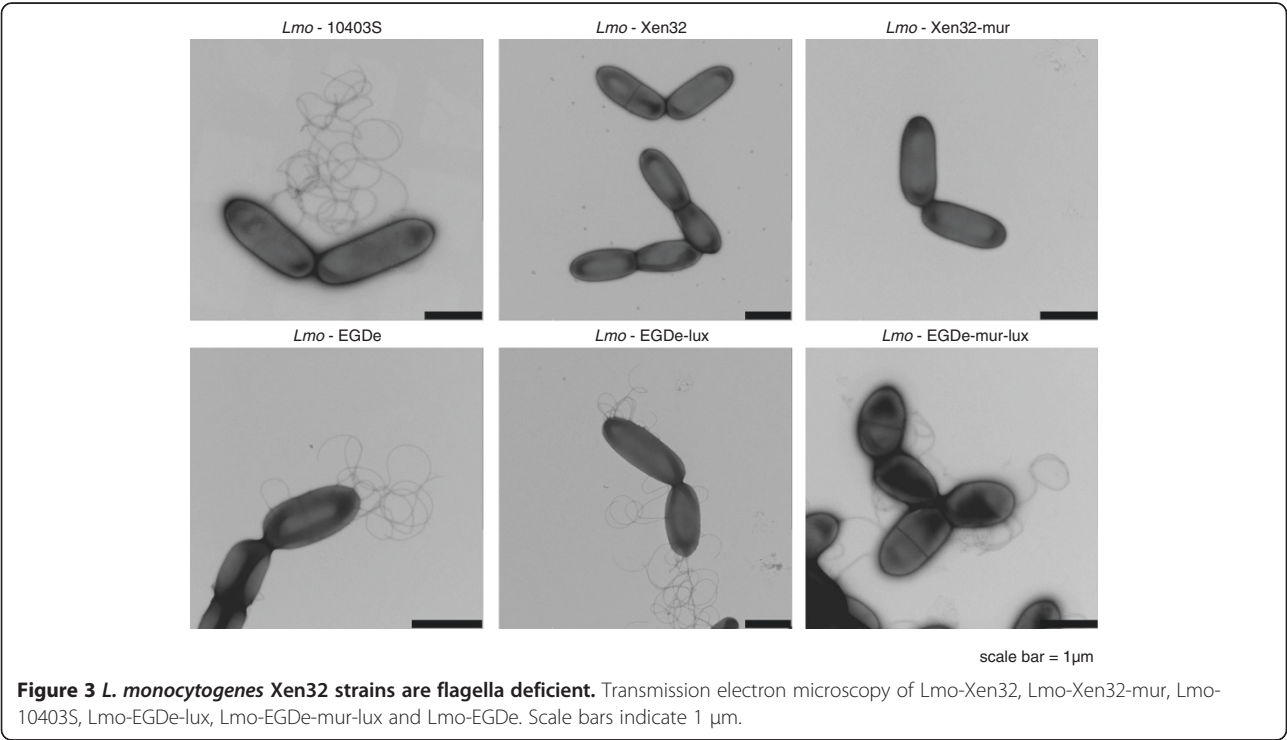 Lmo - 10403S
Lmo - Xen32
Lmo - Xen32-mur
Lmo - EGDe
Lmo - EGDe-lux
Lmo - EGDe-mur-lux
scale bar = 1µm
Figure 3 L. monocytogenes Xen32 strains are flagella deficient. Transmission electron microscopy of Lmo-Xen32, Lmo-Xen32-mur, Lmo-
10403S, Lmo-EGDe-lux, Lmo-EGDe-mur-lux and Lmo-EGDe. Scale bars indicate 1 μm.